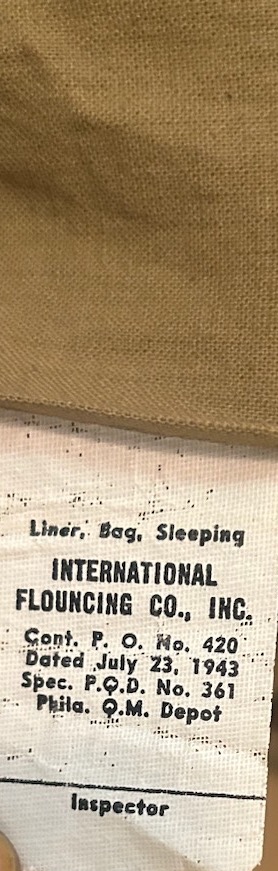 Liner, Bag, Sleeping
INTERNATIONAL
FLOUNCING CO., INC.
Cont. P. O. No. 420
Dated July 23, 1943
Spec. P.Q.D. No. 361
Phila. Q.M. Depot
Inspector